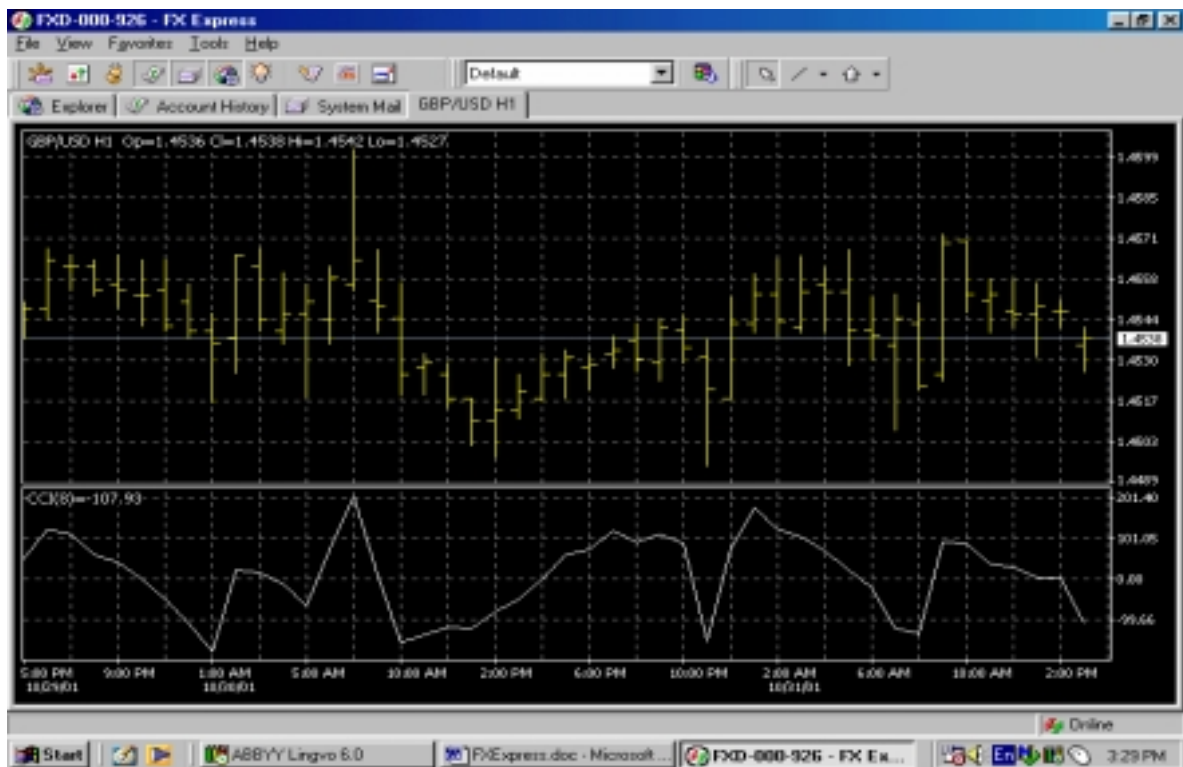 FXD-000-926 - FX Express
File View Favorites Tools Help
Default
Explorer Account History System Mail GBP/USD H1
GBP/USD H1 Op=1.4536 Cl=1.4538 Hi=1.4542 Lo=1.4527
1.4599
1.4585
1.4571
1.4558
1.4544
1.4538
1.4530
1.4517
1.4503
1.4489
CCI(8)=-107.93
201.40
101.05
0.00
-99.66
5:00 PM 9:00 PM 1:00 AM 5:00 AM 10:00 AM 2:00 PM 6:00 PM 10:00 PM 2:00 AM 6:00 AM 10:00 AM 2:00 PM
10/29/01 10/30/01 10/31/01
Online
Start ABBYY Lingvo 6.0 FXExpress.doc - Microsoft ... FXD-000-926 - FX Ex... En 3:29 PM